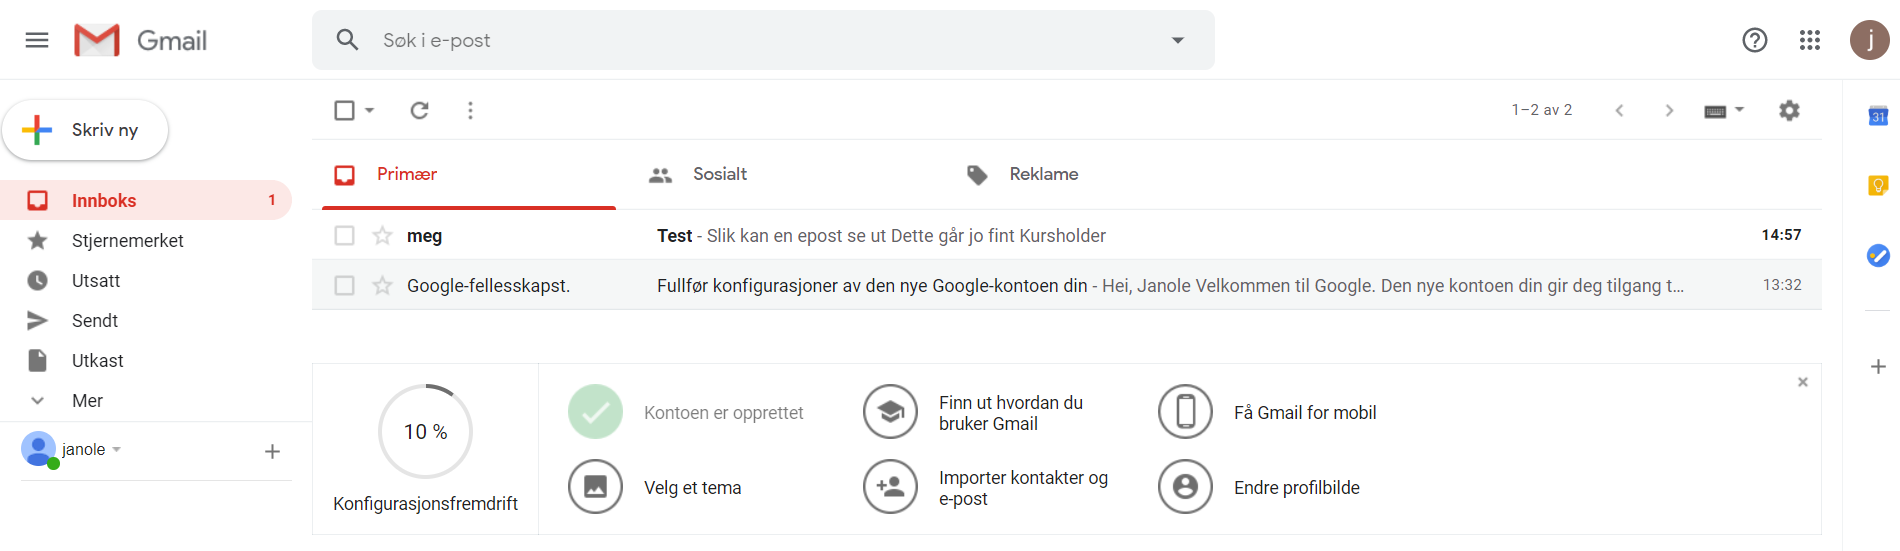 Gmail
Søk i e-post
j
Skriv ny
1–2 av 2
31
Primær
Sosialt
Reklame
Innboks 1
Stjernemerket
Utsatt
Sendt
Utkast
Mer
janole
meg Test - Slik kan en epost se ut Dette går jo fint Kursholder 14:57
Google-fellesskapst. Fullfør konfigurasjoner av den nye Google-kontoen din - Hei, Janole Velkommen til Google. Den nye kontoen din gir deg tilgang t… 13:32
10 %
Konfigurasjonsfremdrift
Kontoen er opprettet
Finn ut hvordan du
bruker Gmail
Få Gmail for mobil
Velg et tema
Importer kontakter og
e-post
Endre profilbilde